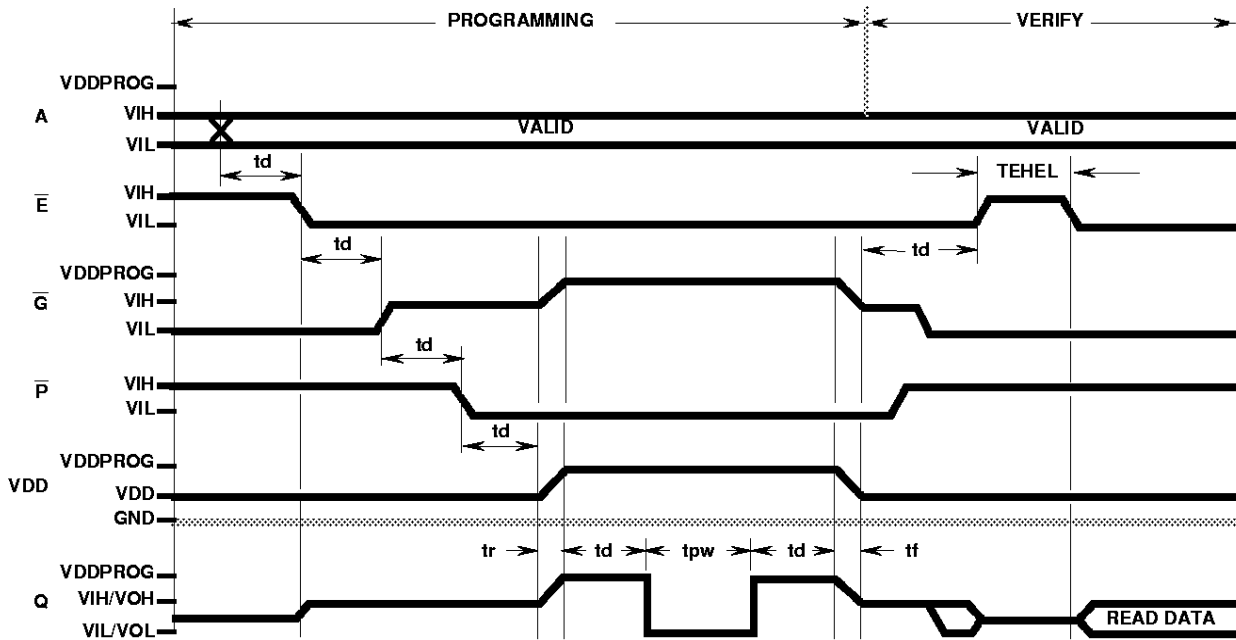 PROGRAMMING VERIFY
VDDPROG
A VIH
VALID VALID
VIL
td TEHEL
E VIH
VIL
td td
VDDPROG
G VIH
VIL
td
P VIH
VIL
td
VDDPROG
VDD VDD
GND
tr td tpw td tf
VDDPROG
Q VIH/VOH
READ DATA
VIL/VOL